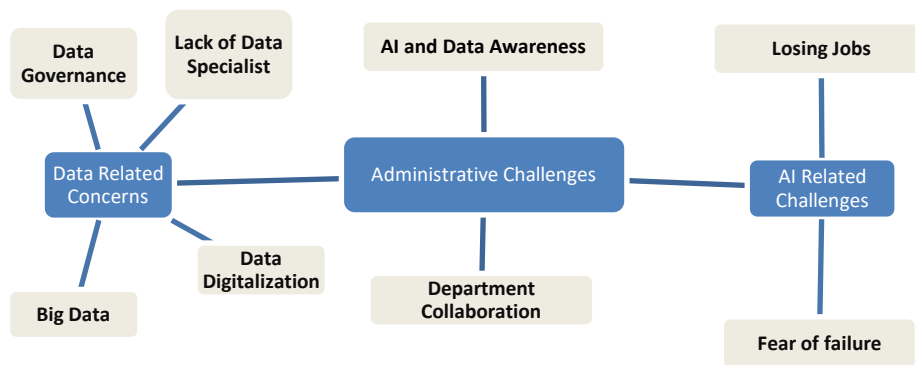 Data
Governance
Lack of Data
Specialist
AI and Data Awareness
Losing Jobs
Data Related
Concerns
Administrative Challenges
AI Related
Challenges
Data
Digitalization
Big Data
Department
Collaboration
Fear of failure